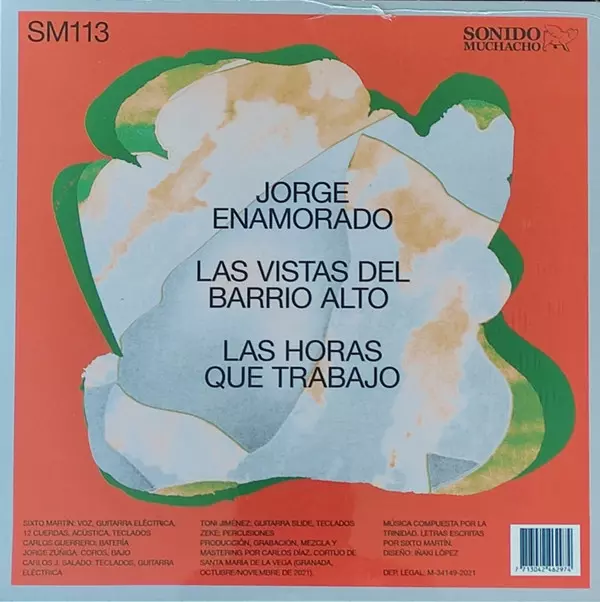 SM113
SONIDO
MUCHACHO
JORGE
ENAMORADO
LAS VISTAS DEL
BARRIO ALTO
LAS HORAS
QUE TRABAJO
SIXTO MARTÍN; VOZ, GUITARRA ELÉCTRICA,
12 CUERDAS, ACÚSTICA, TECLADOS
CARLOS GUERRERO; BATERÍA
JORGE ZÚÑIGA; COROS, BAJO
CARLOS J. SALADO; TECLADOS, GUITARRA
ELÉCTRICA
TONI JIMÉNEZ; GUITARRA SLIDE, TECLADOS
ZEKE; PERCUSIONES
PRODUCCIÓN, GRABACIÓN, MEZCLA Y
MASTERING POR CARLOS DÍAZ, CORTIJO DE
SANTA MARÍA DE LA VEGA (GRANADA,
OCTUBRE/NOVIEMBRE DE 2021).
MÚSICA COMPUESTA POR LA
TRINIDAD, LETRAS ESCRITAS
POR SIXTO MARTÍN.
DISEÑO: IÑAKI LÓPEZ
DEP. LEGAL: M-34149-2021
7 713042 462974